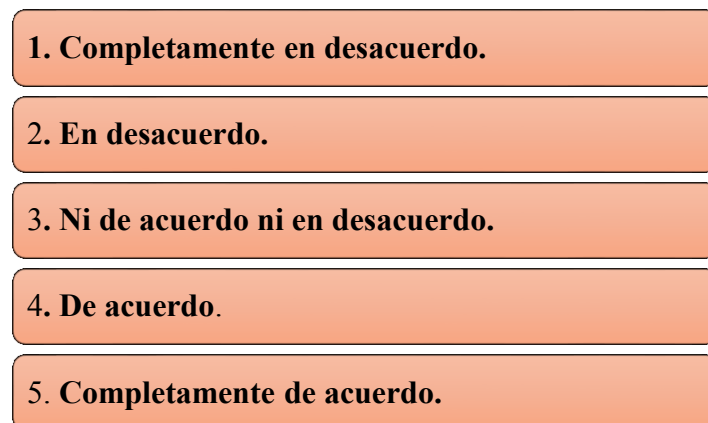 1. Completamente en desacuerdo.
2. En desacuerdo.
3. Ni de acuerdo ni en desacuerdo.
4. De acuerdo.
5. Completamente de acuerdo.